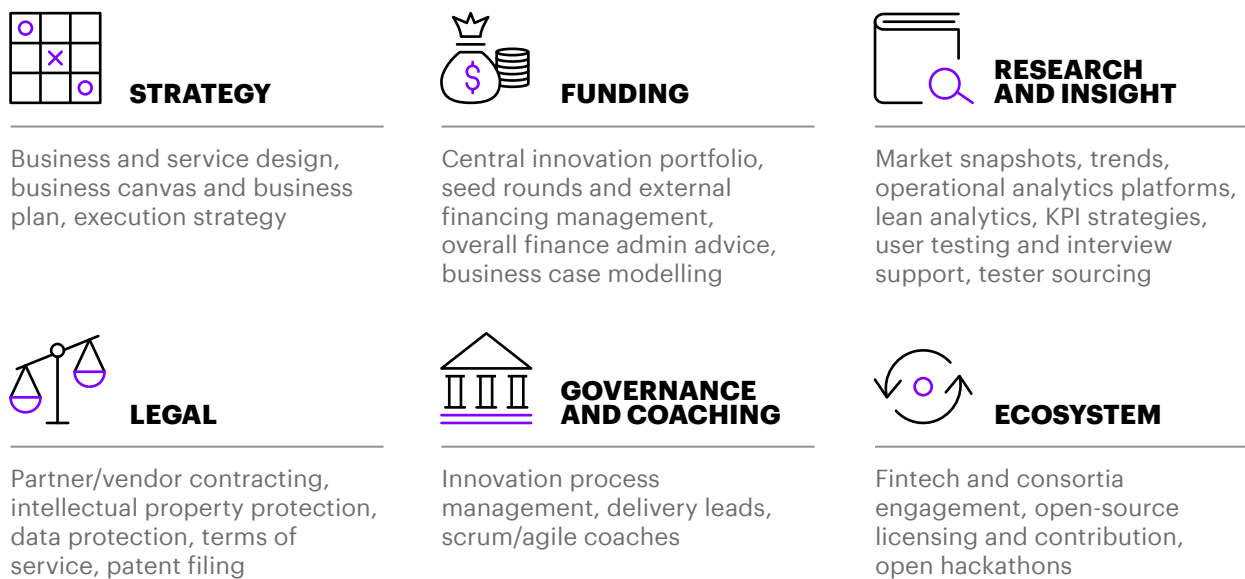 STRATEGY
Business and service design,
business canvas and business
plan, execution strategy
$
FUNDING
Central innovation portfolio,
seed rounds and external
financing management,
overall finance admin advice,
business case modelling
RESEARCH
AND INSIGHT
Market snapshots, trends,
operational analytics platforms,
lean analytics, KPI strategies,
user testing and interview
support, tester sourcing
LEGAL
Partner/vendor contracting,
intellectual property protection,
data protection, terms of
service, patent filing
GOVERNANCE
AND COACHING
Innovation process
management, delivery leads,
scrum/agile coaches
ECOSYSTEM
Fintech and consortia
engagement, open-source
licensing and contribution,
open hackathons